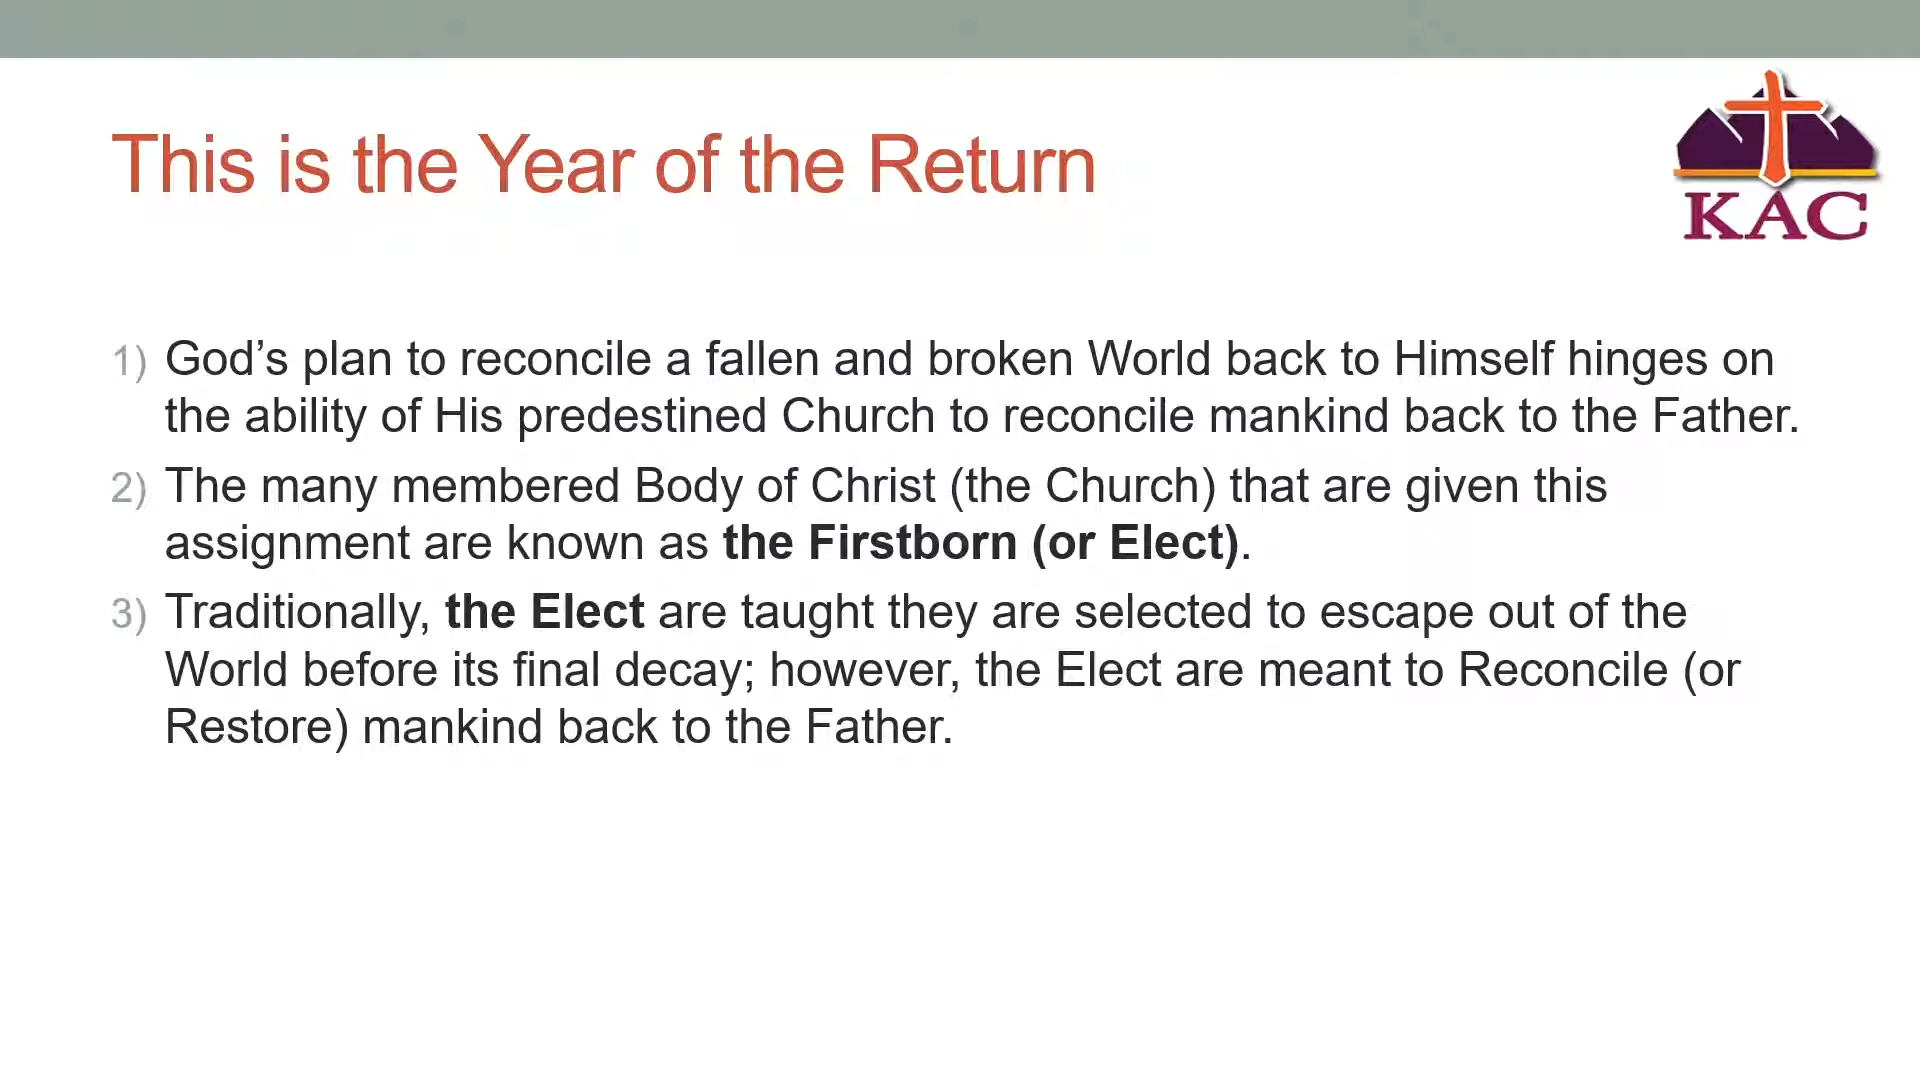 This is the Year of the Return
KAC
1) God’s plan to reconcile a fallen and broken World back to Himself hinges on
the ability of His predestined Church to reconcile mankind back to the Father.
2) The many membered Body of Christ (the Church) that are given this
assignment are known as the Firstborn (or Elect).
3) Traditionally, the Elect are taught they are selected to escape out of the
World before its final decay; however, the Elect are meant to Reconcile (or
Restore) mankind back to the Father.